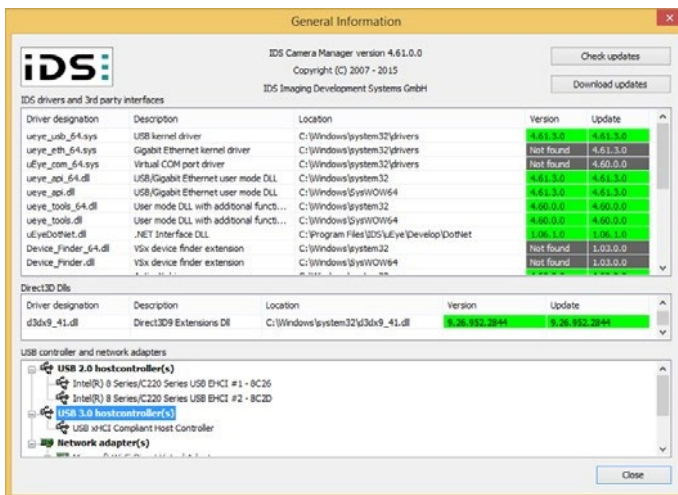 General Information
iDS:
IDS Camera Manager version 4.61.0.0
Copyright (C) 2007 - 2015
IDS Imaging Development Systems GmbH
Check updates
Download updates
IDS drivers and 3rd party interfaces
Driver designation Description Location Version Update
ueye_usb_64.sys USB kernel driver C:\Windows\system32\drivers 4.61.3.0 4.61.3.0
ueye_eth_64.sys Gigabit Ethernet kernel driver C:\Windows\system32\drivers Not found 4.61.3.0
uEye_com_64.sys Virtual COM port driver C:\Windows\system32\drivers Not found 4.60.0.0
ueye_api_64.dll USB/Gigabit Ethernet user mode DLL C:\Windows\system32 4.61.3.0 4.61.3.0
ueye_api.dll USB/Gigabit Ethernet user mode DLL C:\Windows\SysWOW64 4.61.3.0 4.61.3.0
ueye_tools_64.dll User mode DLL with additional functi... C:\Windows\system32 4.60.0.0 4.60.0.0
ueye_tools.dll User mode DLL with additional functi... C:\Windows\SysWOW64 4.60.0.0 4.60.0.0
uEyeDotNet.dll .NET Interface DLL C:\Program Files\IDS\uEye\Develop\DotNet 1.06.1.0 1.06.1.0
Device_Finder_64.dll VSx device finder extension C:\Windows\system32 Not found 1.03.0.0
Device_Finder.dll VSx device finder extension C:\Windows\SysWOW64 Not found 1.03.0.0
Direct3D Dlls
Driver designation Description Location Version Update
d3dx9_41.dll Direct3D9 Extensions Dll C:\Windows\system32\d3dx9_41.dll 9.26.952.2844 9.26.952.2844
USB controller and network adapters
USB 2.0 hostcontroller(s)
Intel(R) 8 Series/C220 Series USB EHCI #1 - 8C26
Intel(R) 8 Series/C220 Series USB EHCI #2 - 8C2D
USB 3.0 hostcontroller(s)
USB xHCI Compliant Host Controller
Network adapter(s)
Close